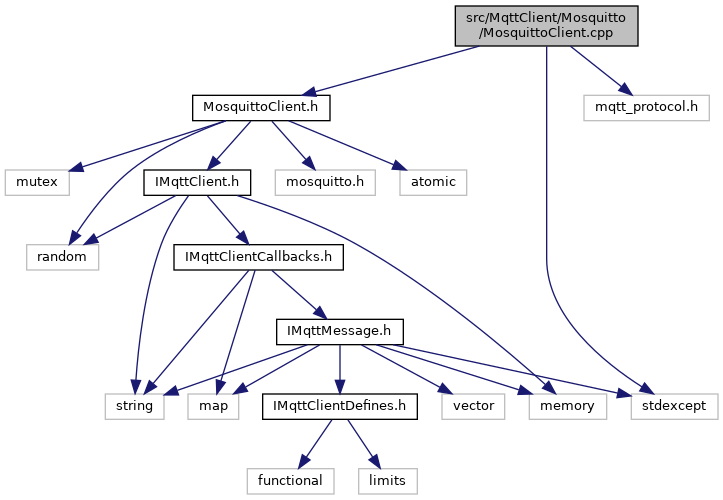 src/MqttClient/Mosquitto
/MosquittoClient.cpp
MosquittoClient.h
mqtt_protocol.h
mutex
IMqttClient.h
mosquitto.h
atomic
random
IMqttClientCallbacks.h
IMqttMessage.h
string
map
IMqttClientDefines.h
vector
memory
stdexcept
functional
limits